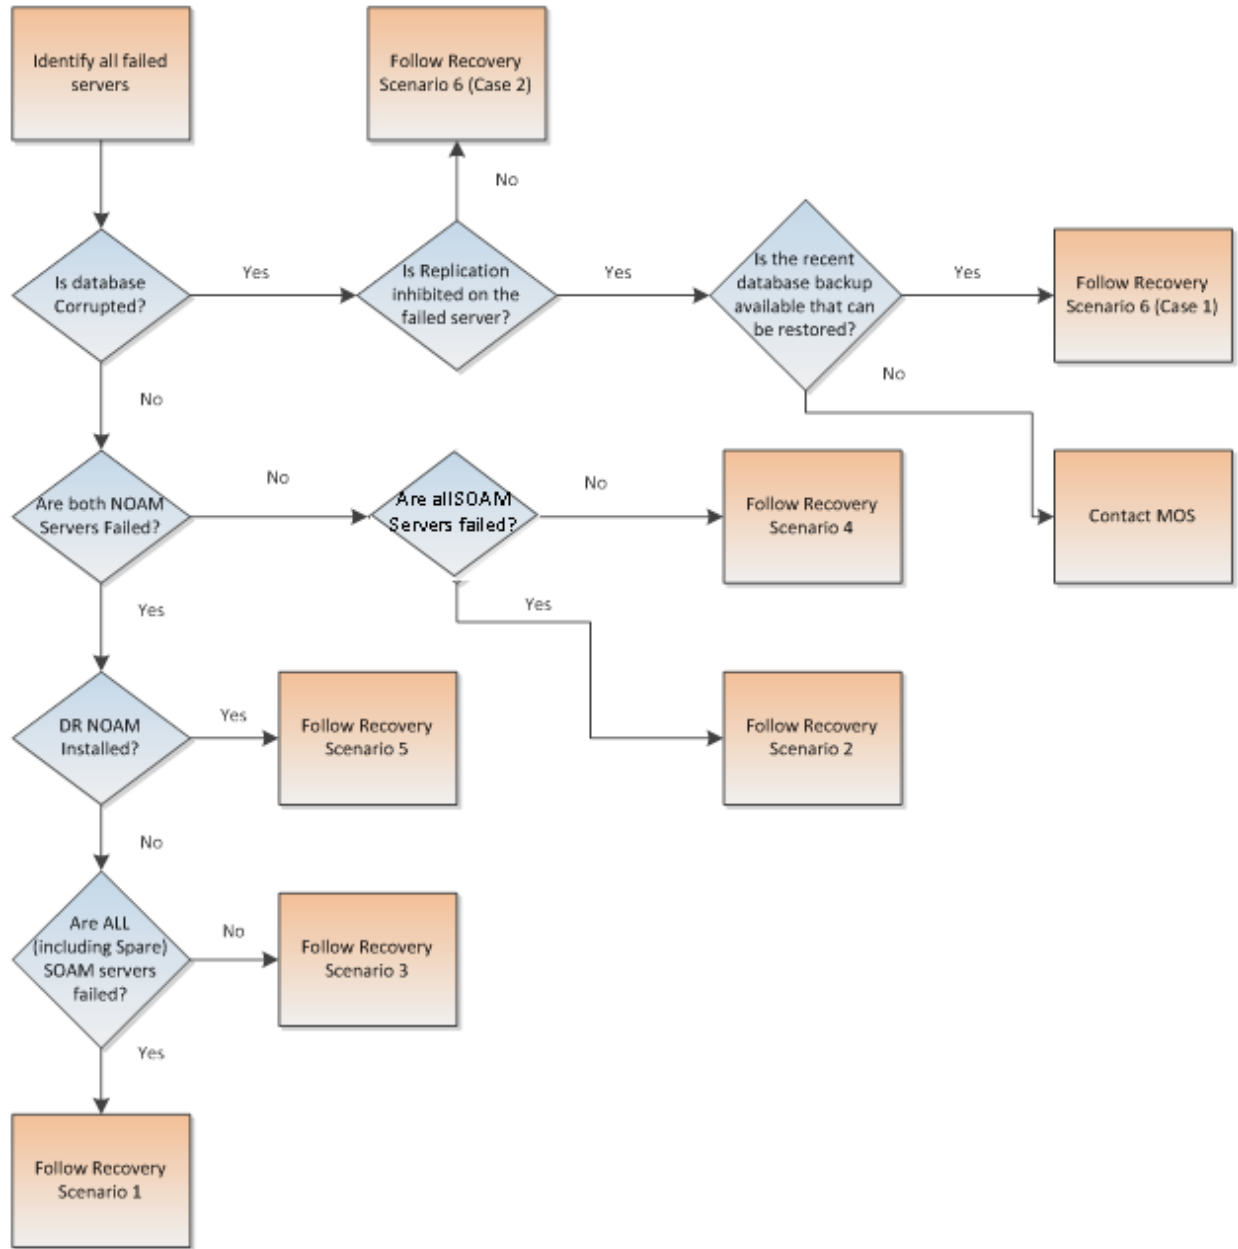 Identify all failed
servers
Follow Recovery
Scenario 6 (Case 2)
No
Is database
Corrupted?
Yes
Is Replication
inhibited on the
failed server?
Yes
Is the recent
database backup
available that can
be restored?
Yes
Follow Recovery
Scenario 6 (Case 1)
No
No
Are both NOAM
Servers Failed?
No
Are allSOAM
Servers failed?
No
Follow Recovery
Scenario 4
Contact MOS
Yes
Yes
DR NOAM
Installed?
Yes
Follow Recovery
Scenario 5
Follow Recovery
Scenario 2
No
Are ALL
(including Spare)
SOAM servers
failed?
No
Follow Recovery
Scenario 3
Yes
Follow Recovery
Scenario 1